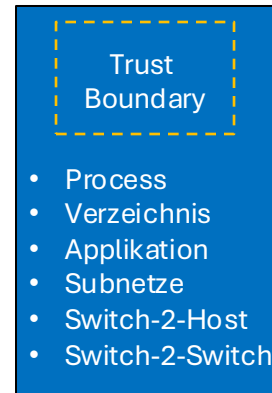 Trust
Boundary
• Process
• Verzeichnis
• Applikation
• Subnetze
• Switch-2-Host
• Switch-2-Switch